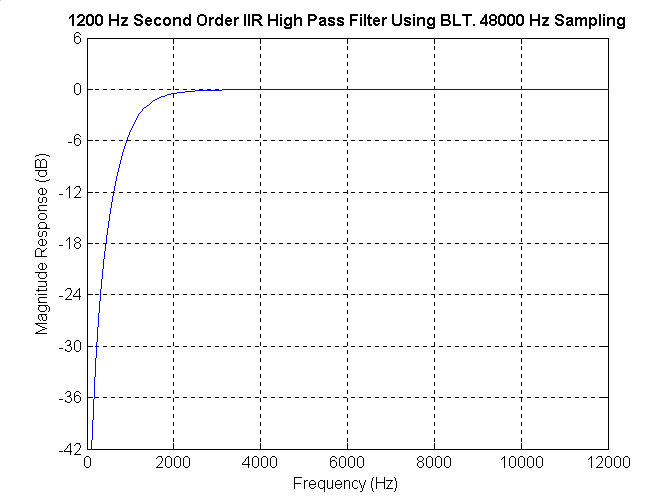 1200 Hz Second Order IIR High Pass Filter Using BLT. 48000 Hz Sampling
6
0
-6
-12
-18
-24
-30
-36
-42
Magnitude Response (dB)
0 2000 4000 6000 8000 10000 12000
Frequency (Hz)